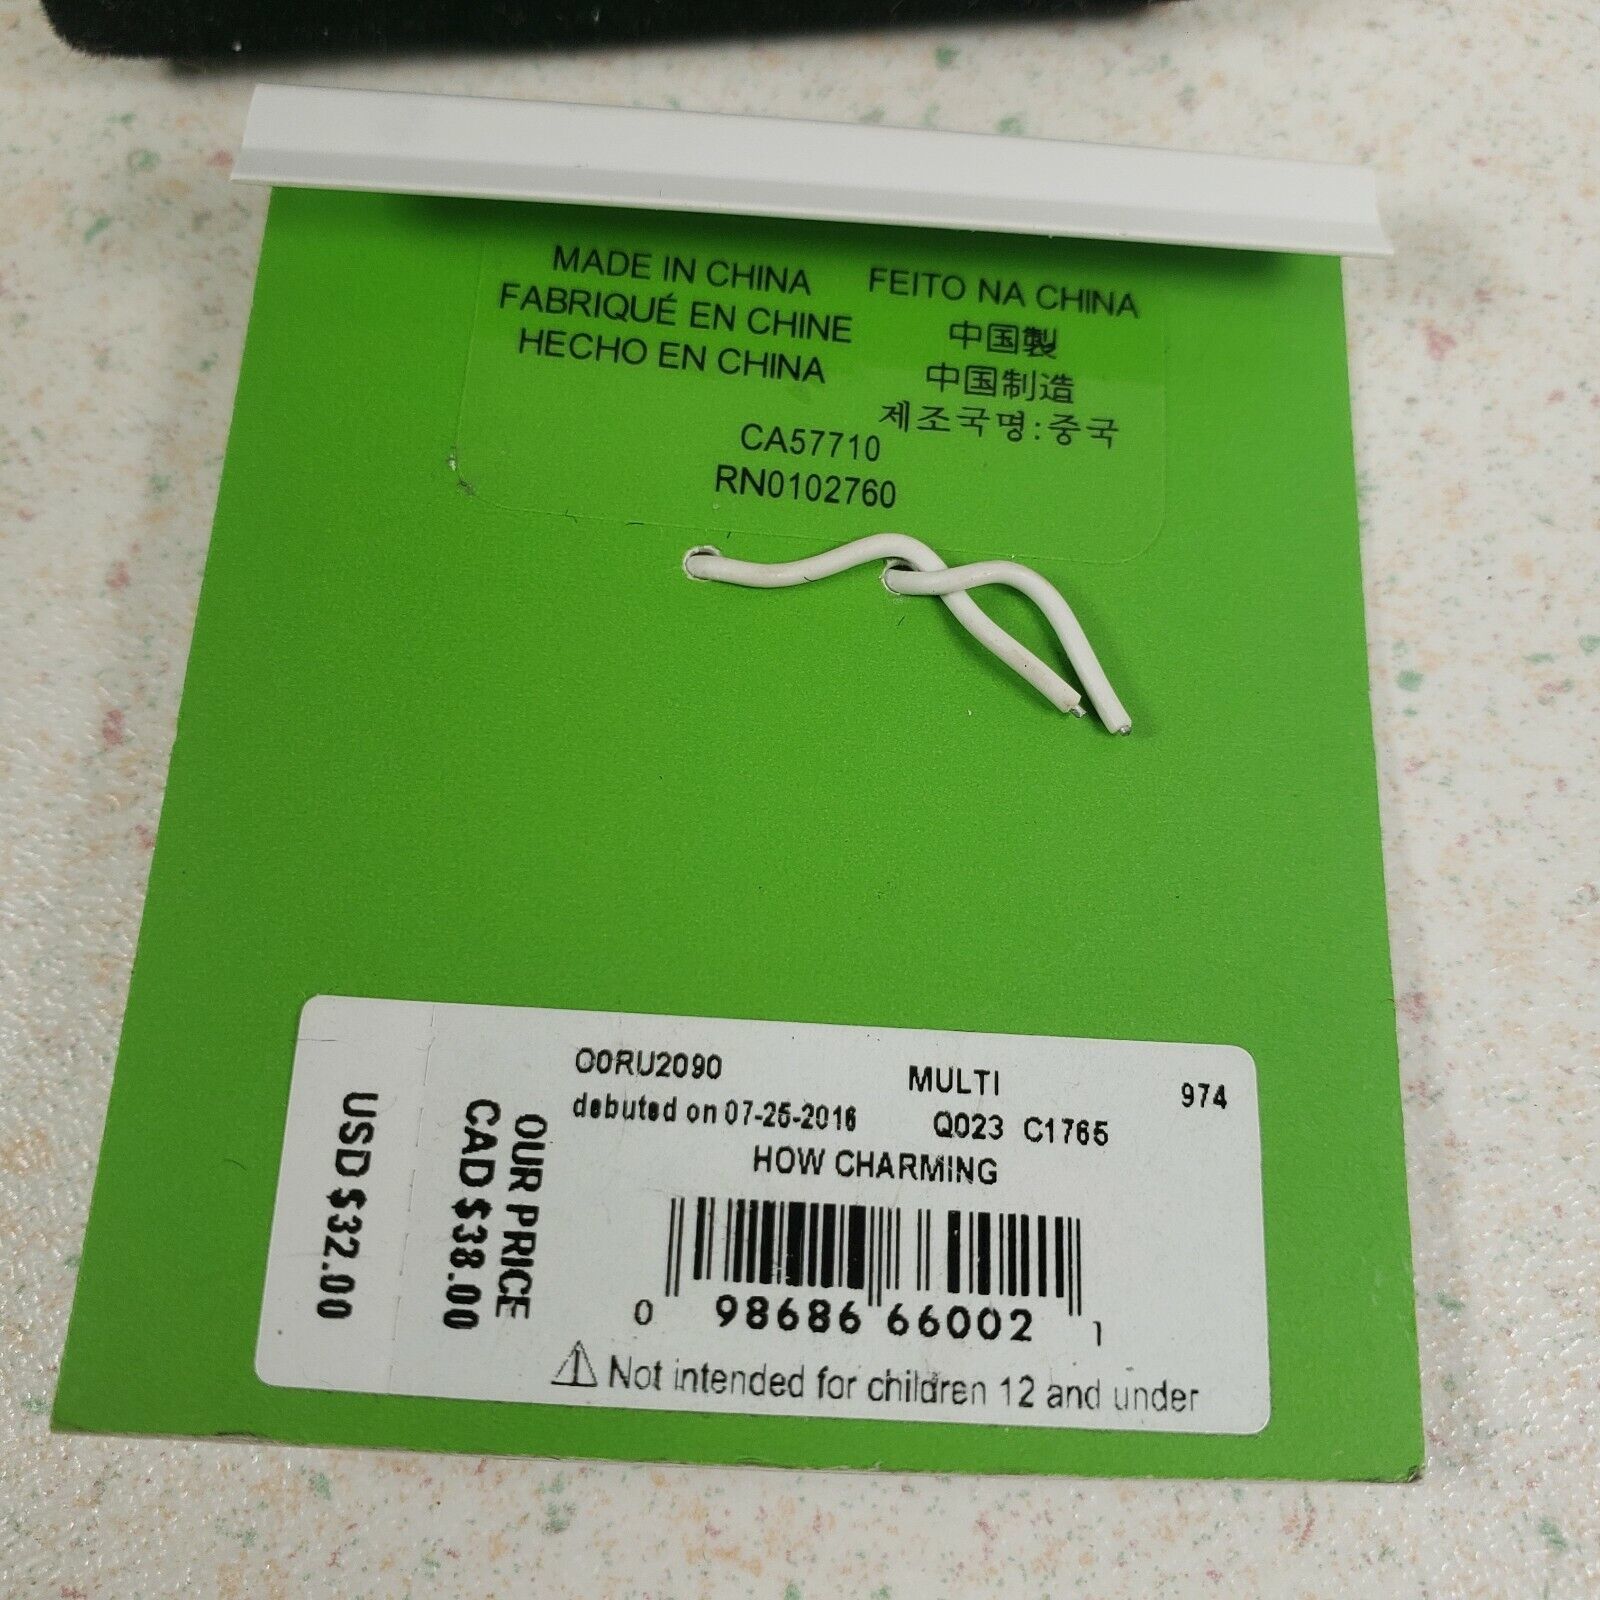 MADE IN CHINA
FABRIQUÉ EN CHINE
HECHO EN CHINA
FEITO NA CHINA
中国製
中国制造
제조국명:중국
CA57710
RN0102760
O0RU2090 MULTI 974
debuted on 07-25-2016 Q023 C1765
HOW CHARMING
0 98686 66002 1
⚠ Not intended for children 12 and under
OUR PRICE
CAD $38.00
USD $32.00